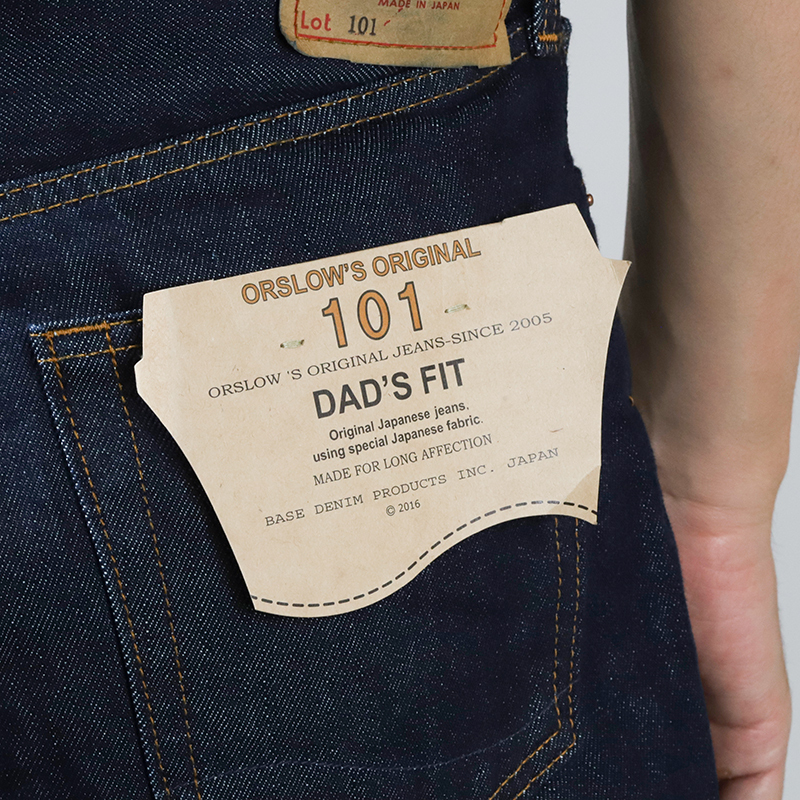 MADE IN JAPAN
Lot 101
ORSLOW'S ORIGINAL
101
ORSLOW 'S ORIGINAL JEANS-SINCE 2005
DAD'S FIT
Original Japanese jeans,
using special Japanese fabric.
MADE FOR LONG AFFECTION
BASE DENIM PRODUCTS INC. JAPAN
© 2016